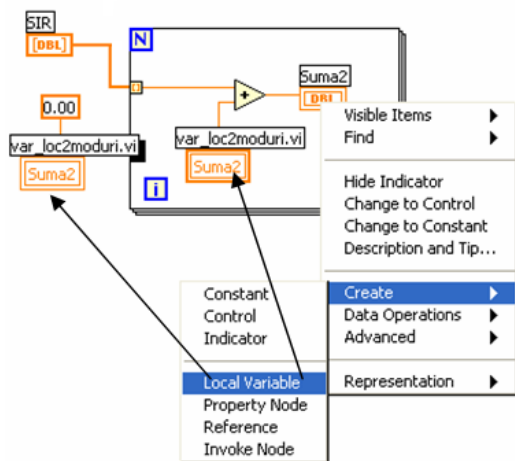 SIR
[DBL]
N
0.00
var_loc2moduri.vi
Suma2
i
+
Suma2
DBL
var_loc2moduri.vi
Suma2
Visible Items
Find
Hide Indicator
Change to Control
Change to Constant
Description and Tip...
Create
Data Operations
Advanced
Representation
Constant
Control
Indicator
Local Variable
Property Node
Reference
Invoke Node